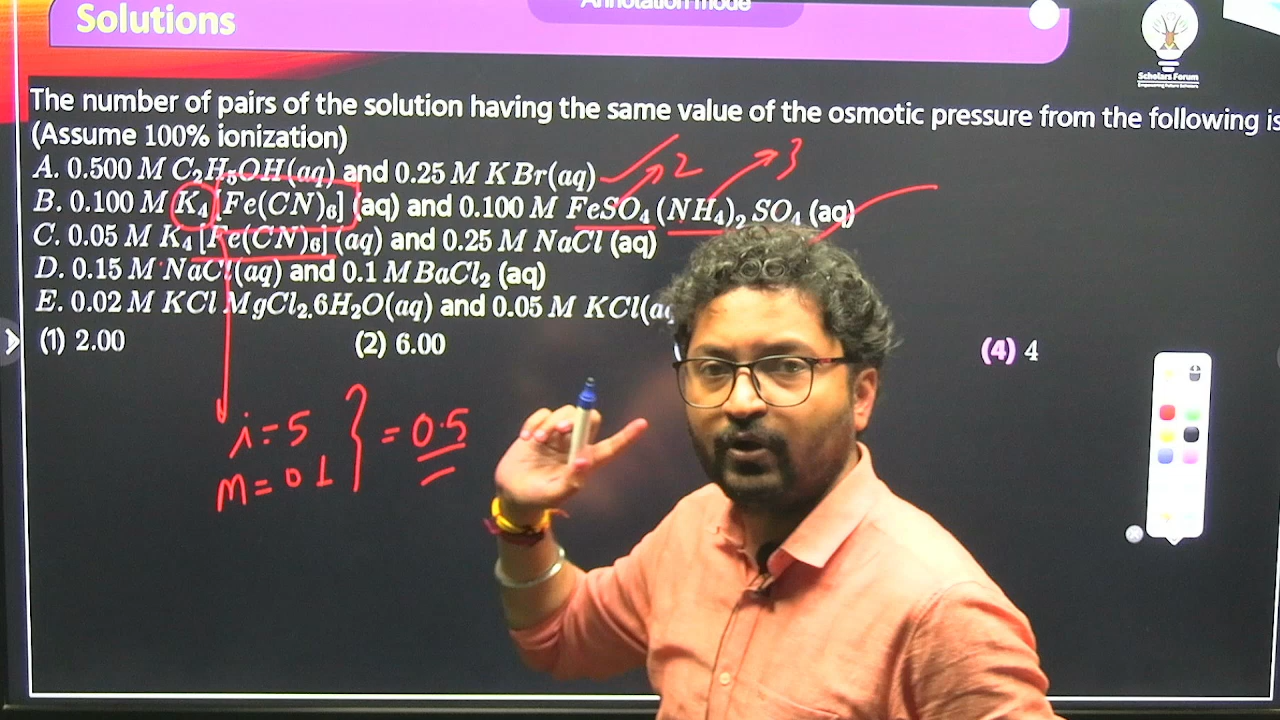 Annotation mode
Solutions
Scholars Forum
The number of pairs of the solution having the same value of the osmotic pressure from the following is
(Assume 100% ionization)
A. 0.500 M C₂H₅OH(aq) and 0.25 M KBr(aq)
2
3
B. 0.100 M K₄[Fe(CN)₆] (aq) and 0.100 M FeSO₄(NH₄)₂SO₄ (aq)
C. 0.05 M K₄[Fe(CN)₆] (aq) and 0.25 M NaCl (aq)
D. 0.15 M NaCl(aq) and 0.1 M BaCl₂ (aq)
E. 0.02 M KCl MgCl₂.6H₂O(aq) and 0.05 M KCl(a
(1) 2.00 (2) 6.00 (4) 4
i=5
m=01
= 0.5